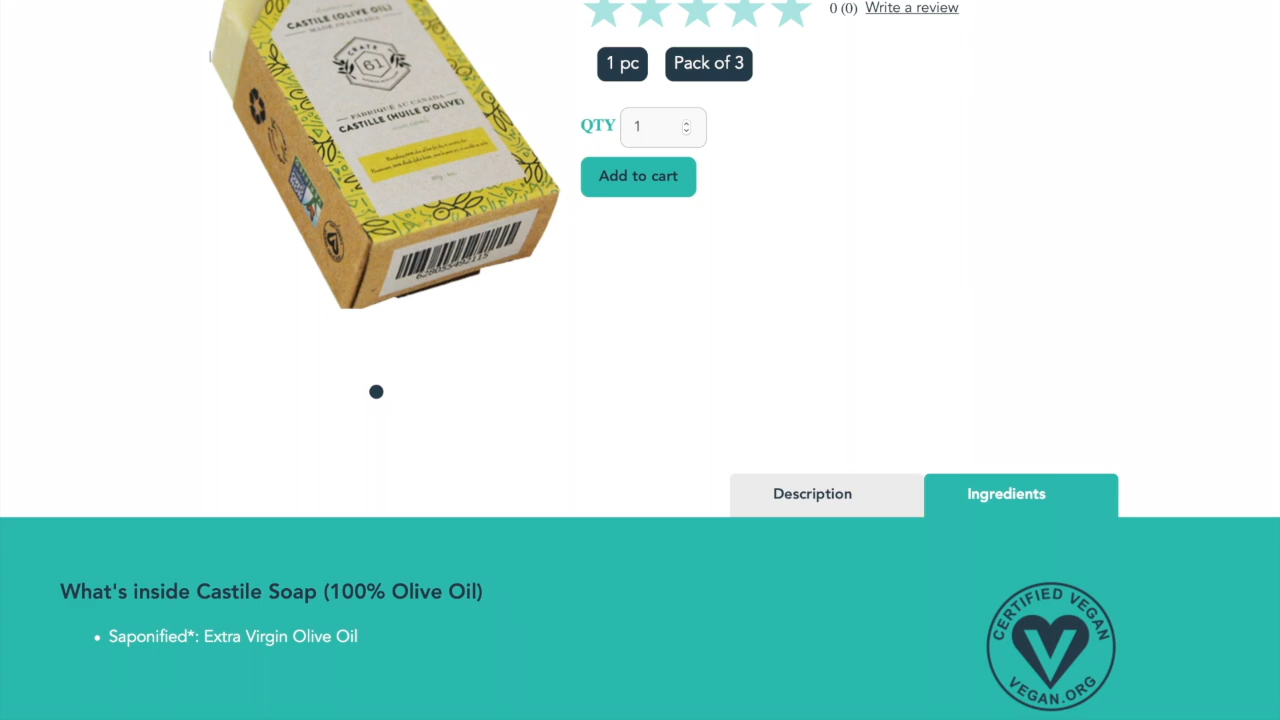 CASTILE (OLIVE OIL)
MADE IN CANADA
CRATE
61
FABRIQUÉ AU CANADA
CASTILLE (HUILE D'OLIVE)
628055492115
0 (0) Write a review
1 pc Pack of 3
QTY 1
Add to cart
Description Ingredients
What's inside Castile Soap (100% Olive Oil)
• Saponified*: Extra Virgin Olive Oil
CERTIFIED VEGAN
V
VEGAN.ORG